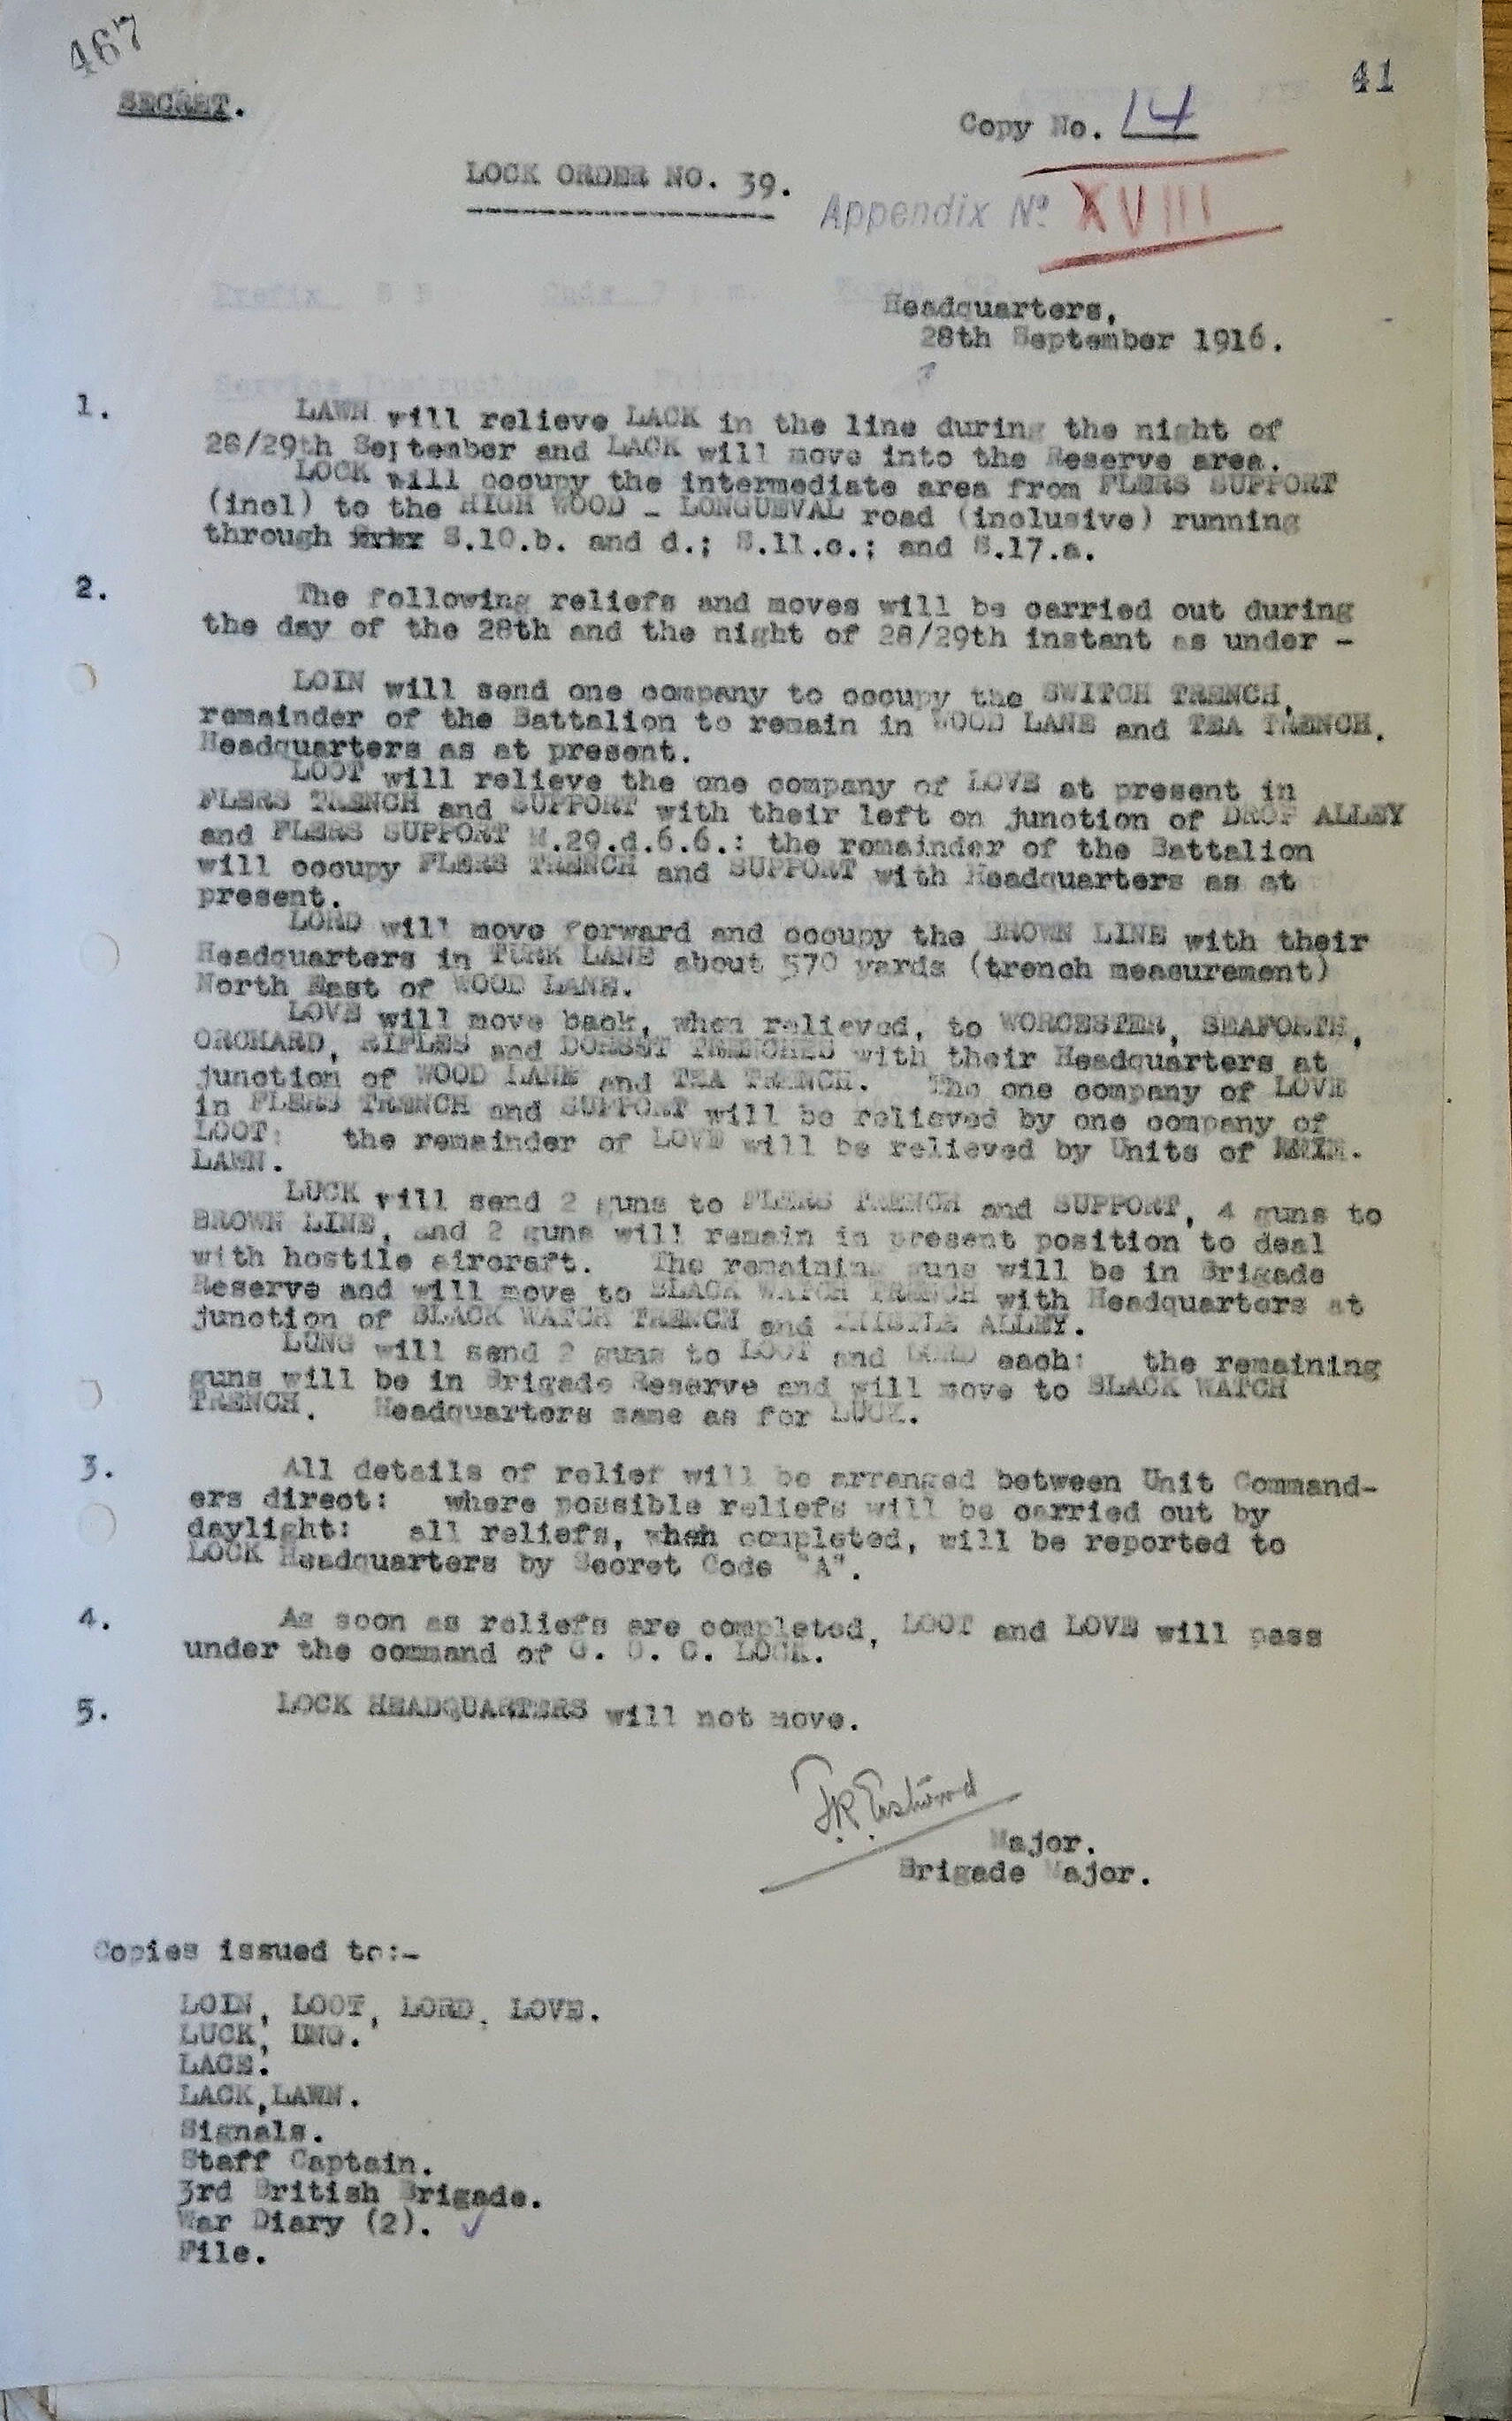 467
41
SECRET.
Copy No. 14
LOCK ORDER NO. 39.
Appendix No XVIII
Headquarters,
28th September 1916.
1. LAWN will relieve LACK in the line during the night of
28/29th September and LACK will move into the Reserve area.
LOCK will occupy the intermediate area from FLERS SUPPORT
(incl) to the HIGH WOOD - LONGUEVAL road (inclusive) running
through S.10.b. and d.; S.11.c.; and S.17.a.
2. The following reliefs and moves will be carried out during
the day of the 28th and the night of 28/29th instant as under -
LOIN will send one company to occupy the SWITCH TRENCH,
remainder of the Battalion to remain in WOOD LANE and TEA TRENCH.
Headquarters as at present.
LOOT will relieve the one company of LOVE at present in
FLERS TRENCH and SUPPORT with their left on junction of DROP ALLEY
and FLERS SUPPORT M.29.d.6.6.: the remainder of the Battalion
will occupy FLERS TRENCH and SUPPORT with Headquarters as at
present.
LORD will move forward and occupy the BROWN LINE with their
Headquarters in TURK LANE about 570 yards (trench measurement)
North East of WOOD LANE.
LOVE will move back, when relieved, to WORCESTER, SEAFORTH,
ORCHARD, RIFLES and DORSET TRENCHES with their Headquarters at
junction of WOOD LANE and TEA TRENCH. The one company of LOVE
in FLERS TRENCH and SUPPORT will be relieved by one company of
LOOT: the remainder of LOVE will be relieved by Units of
LAWN.
LUCK will send 2 guns to FLERS TRENCH and SUPPORT, 4 guns to
BROWN LINE, and 2 guns will remain in present position to deal
with hostile aircraft. The remaining guns will be in Brigade
Reserve and will move to BLACK WATCH TRENCH with Headquarters at
junction of BLACK WATCH TRENCH and THISTLE ALLEY.
LUNG will send 2 guns to LOOT and LORD each: the remaining
guns will be in Brigade Reserve and will move to BLACK WATCH
TRENCH. Headquarters same as for LUCK.
3. All details of relief will be arranged between Unit Command-
ers direct: where possible reliefs will be carried out by
daylight: all reliefs, when completed, will be reported to
LOCK Headquarters by Secret Code "A".
4. As soon as reliefs are completed, LOOT and LOVE will pass
under the command of G. O. C. LOCK.
5. LOCK HEADQUARTERS will not move.
Major.
Brigade Major.
Copies issued to:-
LOIN, LOOT, LORD, LOVE.
LUCK,
LACE.
LACK, LAWN.
Signals.
Staff Captain.
3rd British Brigade.
War Diary (2). ✓
File.